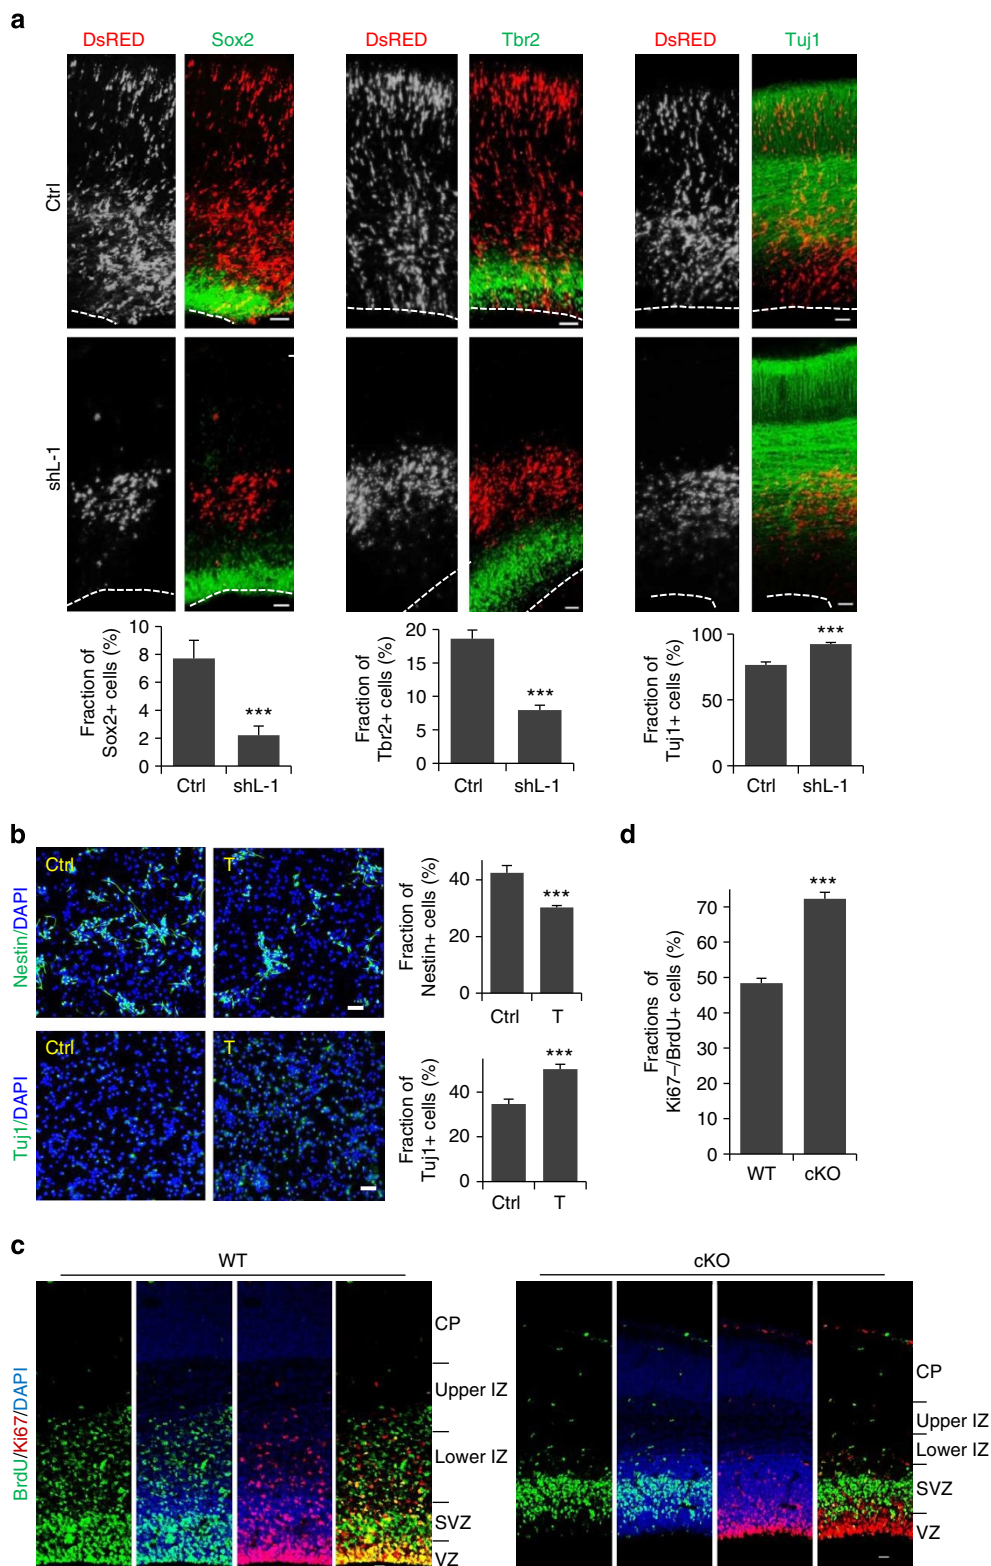 a
DsRED Sox2 DsRED Tbr2 DsRED Tuj1
Ctrl
shL-1
Fraction of Sox2+ cells (%)
10
8
6
4
2
0
***
Ctrl shL-1
Fraction of Tbr2+ cells (%)
20
15
10
5
0
***
Ctrl shL-1
Fraction of Tuj1+ cells (%)
100
50
0
***
Ctrl shL-1
b
Nestin/DAPI
Ctrl T
Fraction of Nestin+ cells (%)
40
20
0
***
Ctrl T
Tuj1/DAPI
Ctrl T
Fraction of Tuj1+ cells (%)
40
20
0
***
Ctrl T
d
Fractions of Ki67–/BrdU+ cells (%)
70
60
50
40
30
20
10
0
***
WT cKO
c
WT cKO
BrdU/Ki67/DAPI
CP
Upper IZ
Lower IZ
SVZ
VZ
CP
Upper IZ
Lower IZ
SVZ
VZ